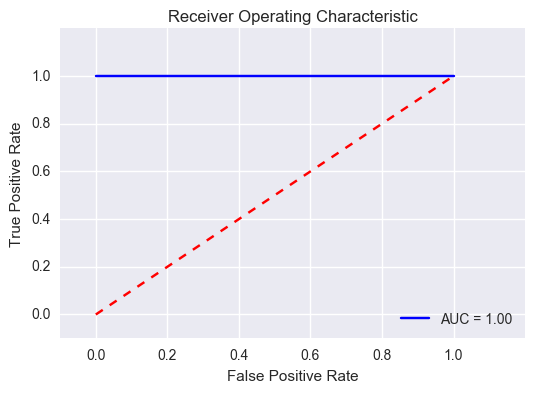 Receiver Operating Characteristic
True Positive Rate
1.0
0.8
0.6
0.4
0.2
0.0
AUC = 1.00
0.0 0.2 0.4 0.6 0.8 1.0
False Positive Rate